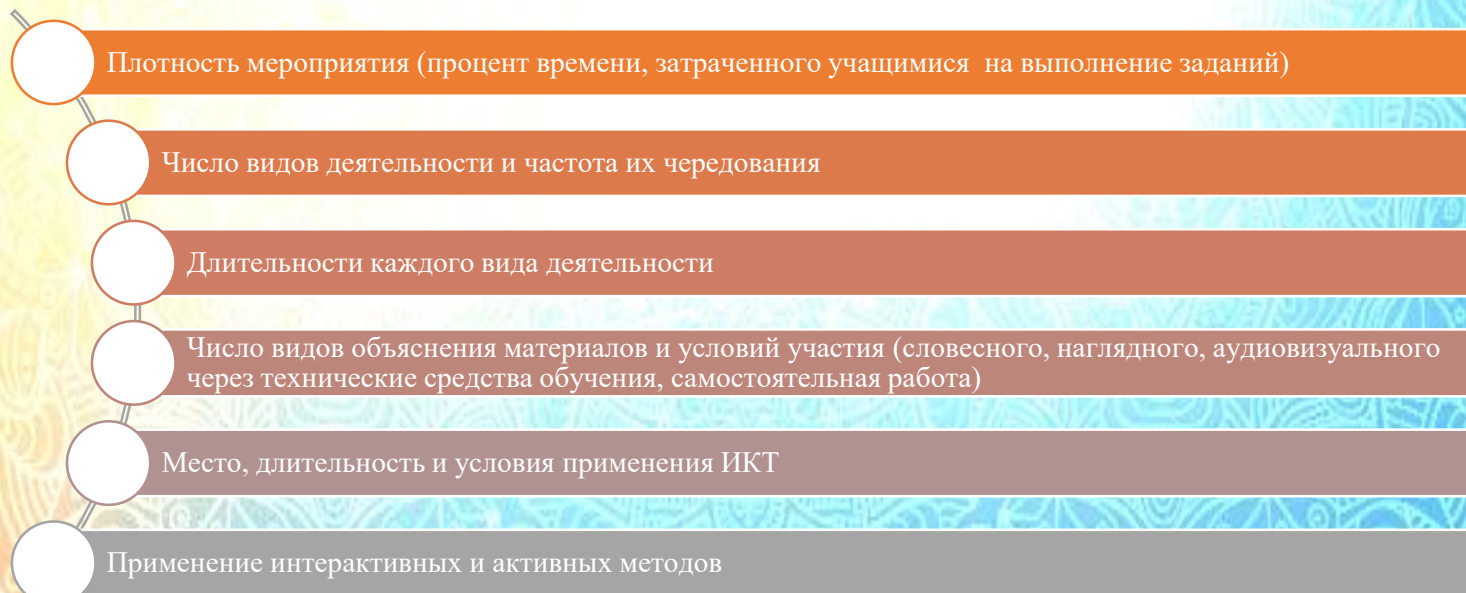 Плотность мероприятия (процент времени, затраченного учащимися  на выполнение заданий)
Число видов деятельности и частота их чередования
Длительности каждого вида деятельности
Число видов объяснения материалов и условий участия (словесного, наглядного, аудиовизуального
через технические средства обучения, самостоятельная работа)
Место, длительность и условия применения ИКТ
Применение интерактивных и активных методов